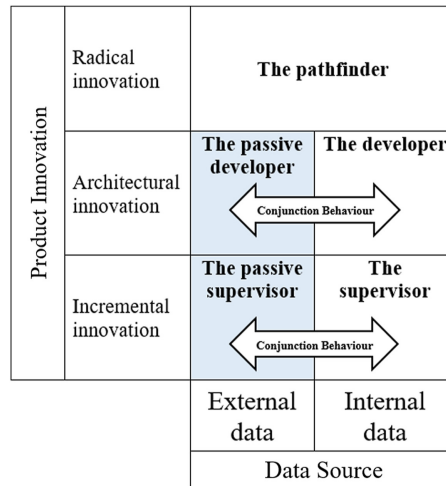 Product Innovation
Radical
innovation
The pathfinder
Architectural
innovation
The passive
developer
The developer
Conjunction Behaviour
Incremental
innovation
The passive
supervisor
The
supervisor
Conjunction Behaviour
External
data
Internal
data
Data Source